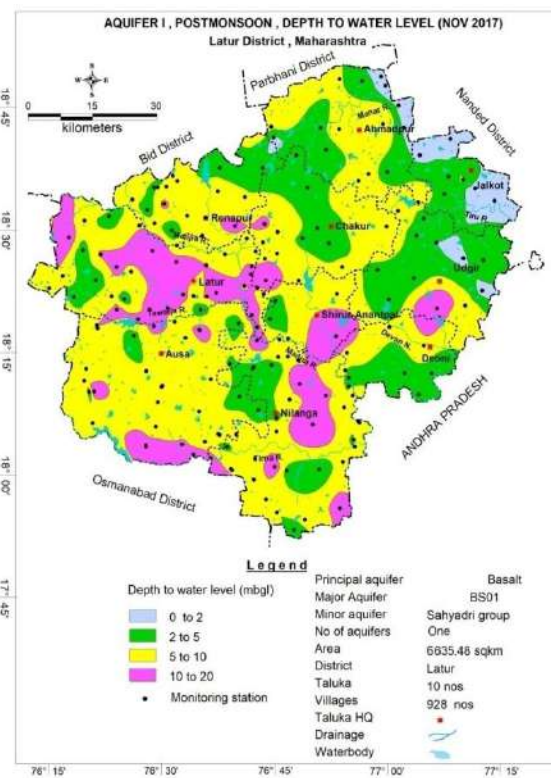 AQUIFER I , POSTMONSOON , DEPTH TO WATER LEVEL (NOV 2017)
Latur District , Maharashtra
Parbhani District
Nanded District
Bid District
N
W E
S
0 15 30
kilometers
18° 45'
18° 30'
18° 15'
18° 00'
17° 45'
Manar R.
Ahmadpur
Jalkot
Tiru R.
Renapur
Chakur
Udgir
Latur
Shirur Anantpal
Devan N.
Deoni
Ausa
Nilanga
ANDHRA PRADESH
Osmanabad District
Legend
Depth to water level (mbgl)
0 to 2
2 to 5
5 to 10
10 to 20
Monitoring station
Principal aquifer Basalt
Major Aquifer BS01
Minor aquifer Sahyadri group
No of aquifers One
Area 6635.48 sqkm
District Latur
Taluka 10 nos
Villages 928 nos
Taluka HQ
Drainage
Waterbody
76° 15' 76° 30' 76° 45' 77° 00' 77° 15'